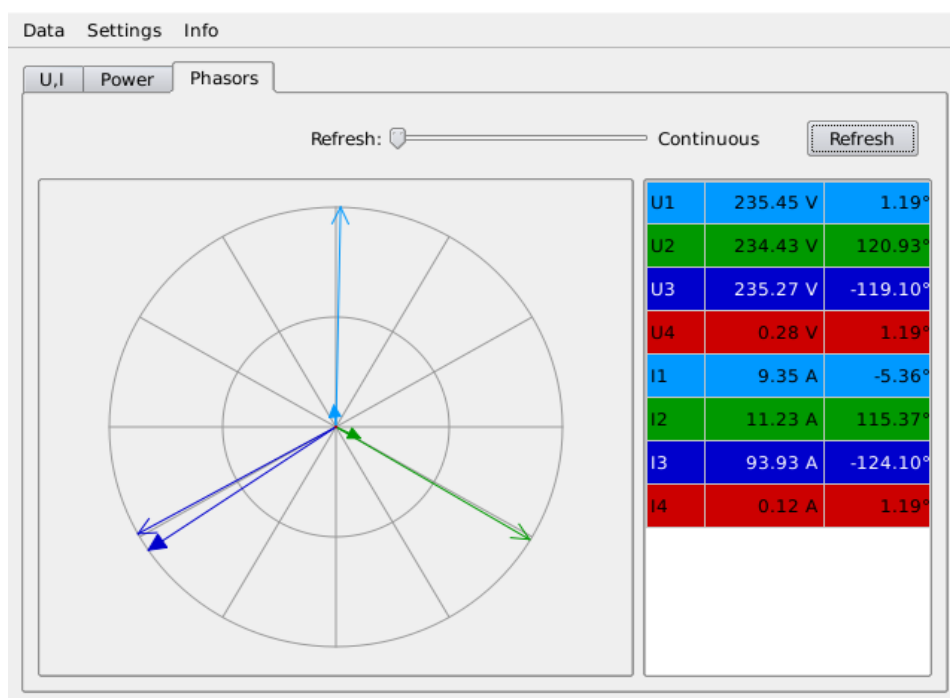 Data Settings Info
U,I Power Phasors
Refresh: Continuous Refresh
U1 235.45 V 1.19°
U2 234.43 V 120.93°
U3 235.27 V -119.10°
U4 0.28 V 1.19°
I1 9.35 A -5.36°
I2 11.23 A 115.37°
I3 93.93 A -124.10°
I4 0.12 A 1.19°